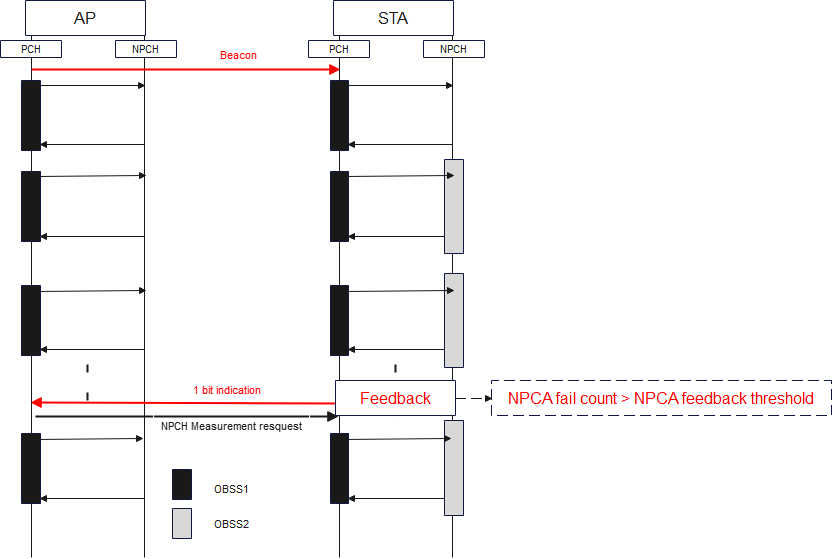 AP
STA
PCH
NPCH
PCH
NPCH
Beacon
1 bit indication
Feedback
NPCA fail count > NPCA feedback threshold
NPCH Measurement resquest
OBSS1
OBSS2